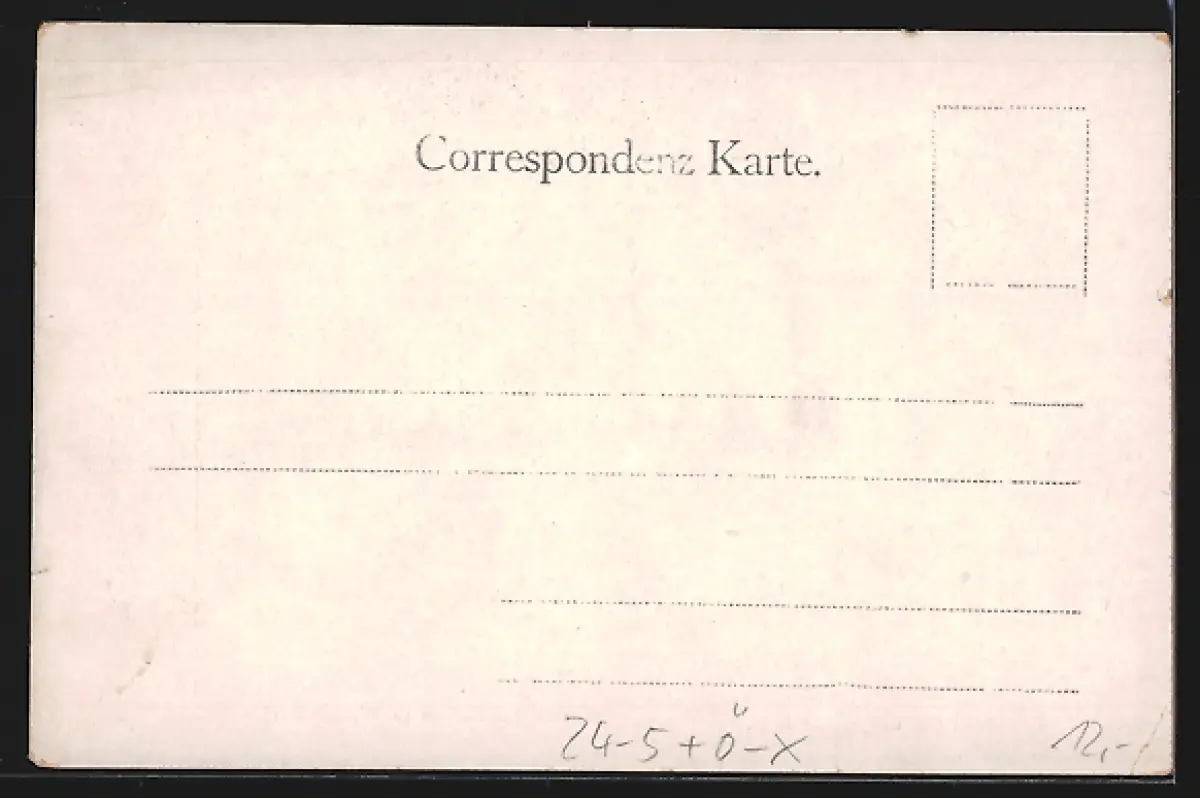 Correspondenz Karte.
24-5+Ö-X 12,-